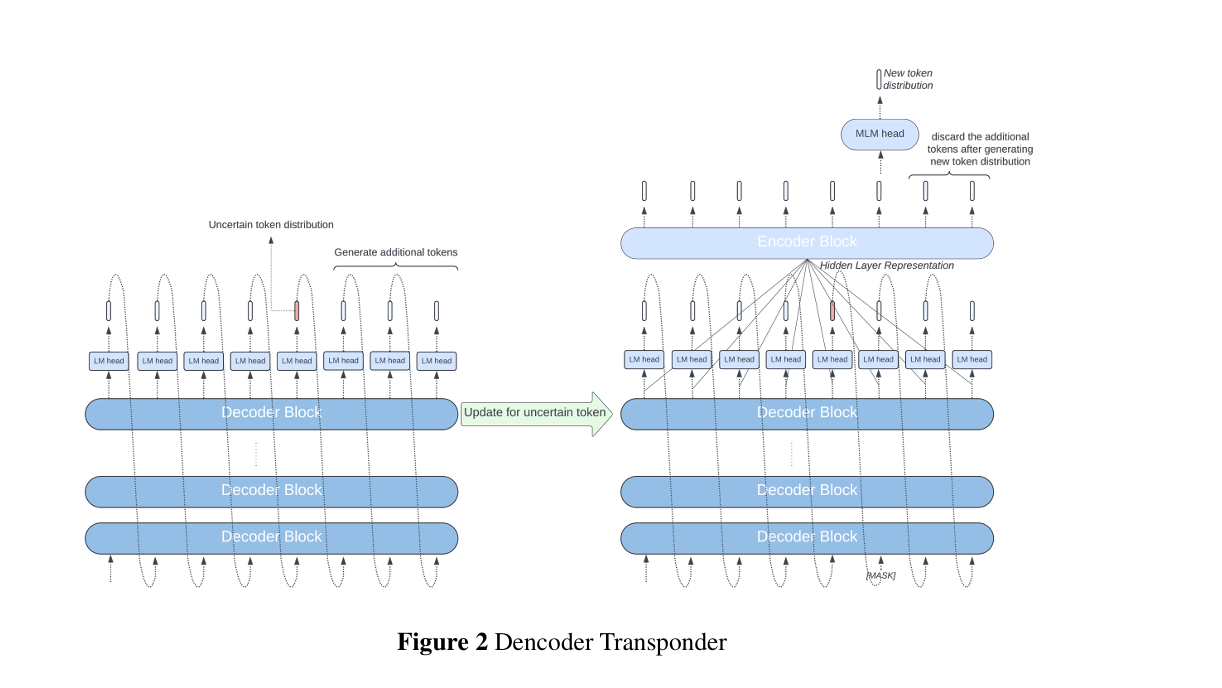 New token
distribution
MLM head
discard the additional
tokens after generating
new token distribution
Uncertain token distribution
Encoder Block
Generate additional tokens
Hidden Layer Representation
LM head LM head LM head LM head LM head LM head LM head LM head
LM head LM head LM head LM head LM head LM head LM head LM head
Decoder Block
Update for uncertain token
Decoder Block
Decoder Block
Decoder Block
Decoder Block
Decoder Block
[MASK]
Figure 2 Dencoder Transponder